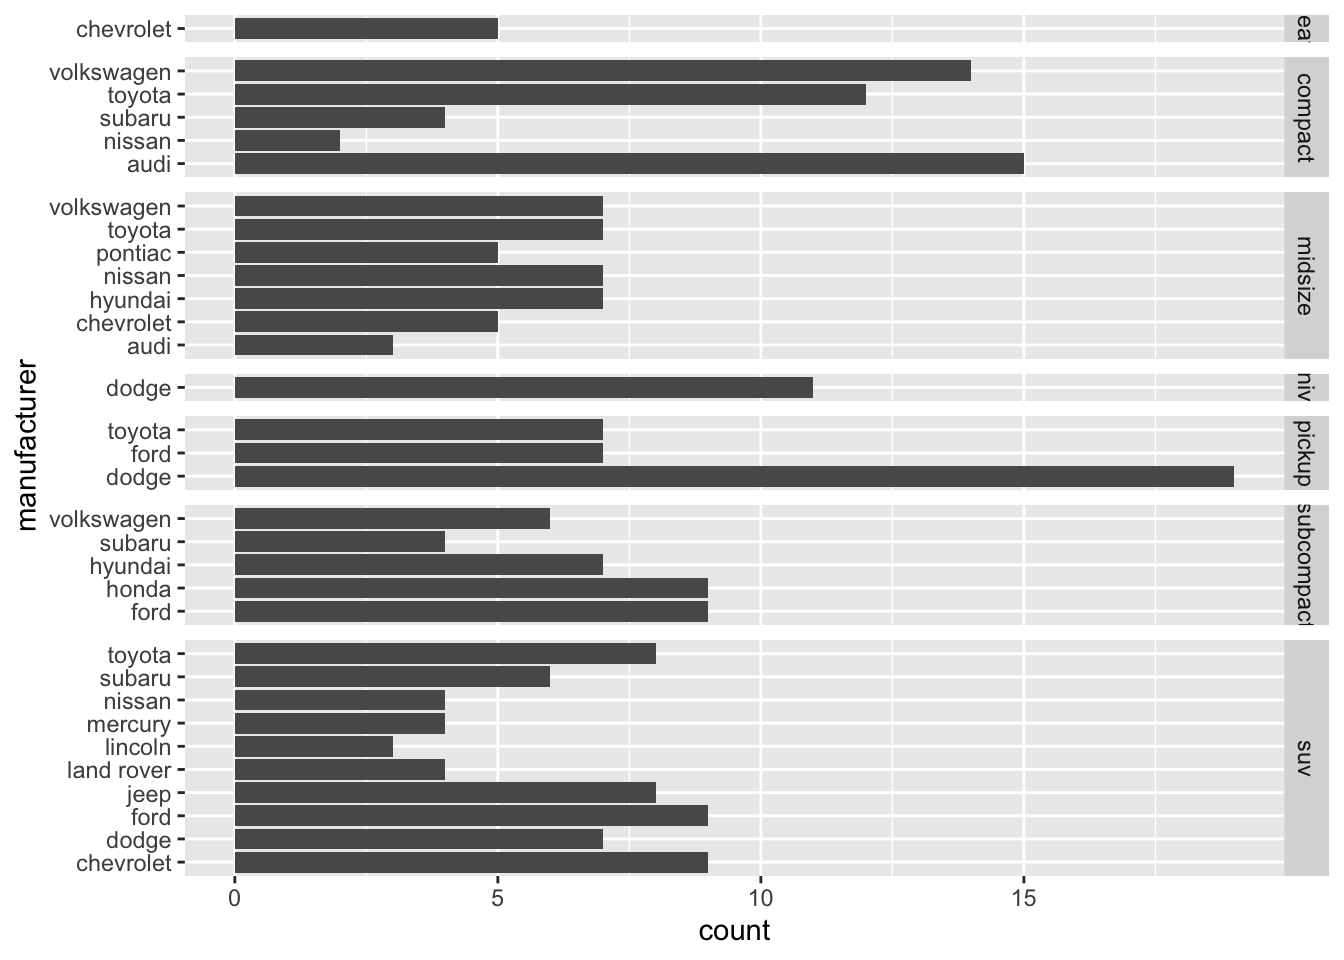 chevrolet
volkswagen
toyota
subaru
nissan
audi
compact
volkswagen
toyota
pontiac
nissan
hyundai
chevrolet
audi
midsize
dodge
toyota
ford
dodge
pickup
volkswagen
subaru
hyundai
honda
ford
subcompact
toyota
subaru
nissan
mercury
lincoln
land rover
jeep
ford
dodge
chevrolet
suv
manufacturer
0 5 10 15
count